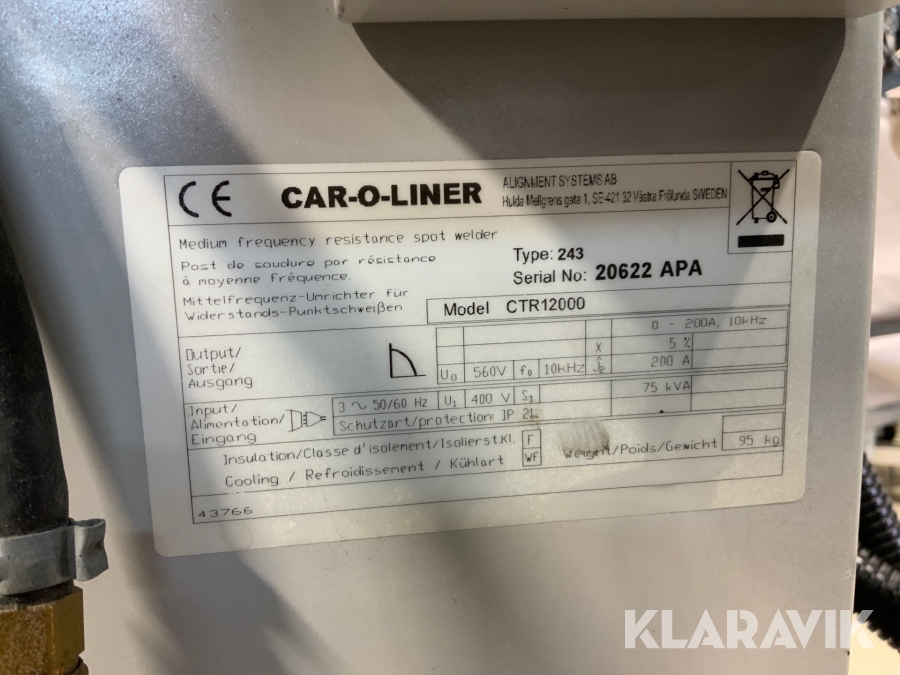 CE CAR-O-LINER ALIGNMENT SYSTEMS AB
Hulda Mellgrens gata 1, SE-421 32 Västra Frölunda SWEDEN
Medium frequency resistance spot welder
Post de soudure par résistance
á moyenne fréquence.
Mittelfrequenz-Umrichter für
Widerstands-Punktschweißen
Type: 243
Serial No: 20622 APA
Model CTR12000
Output/
Sortie/
Ausgang
0 - 200A, 10kHz
X 5 %
U0 560V f0 10kHz 200 A
Input/
Alimentation/
Eingang
3 ~ 50/60 Hz U1 400 V S1 75 kVA
Schutzart/protection IP 21
Insulation/Classe d'isolement/Isolierst.Kl. F
Cooling / Refroidissement / Kühlart WF
Weight/Poids/Gewicht 95 kg
43766
KLARAVIK